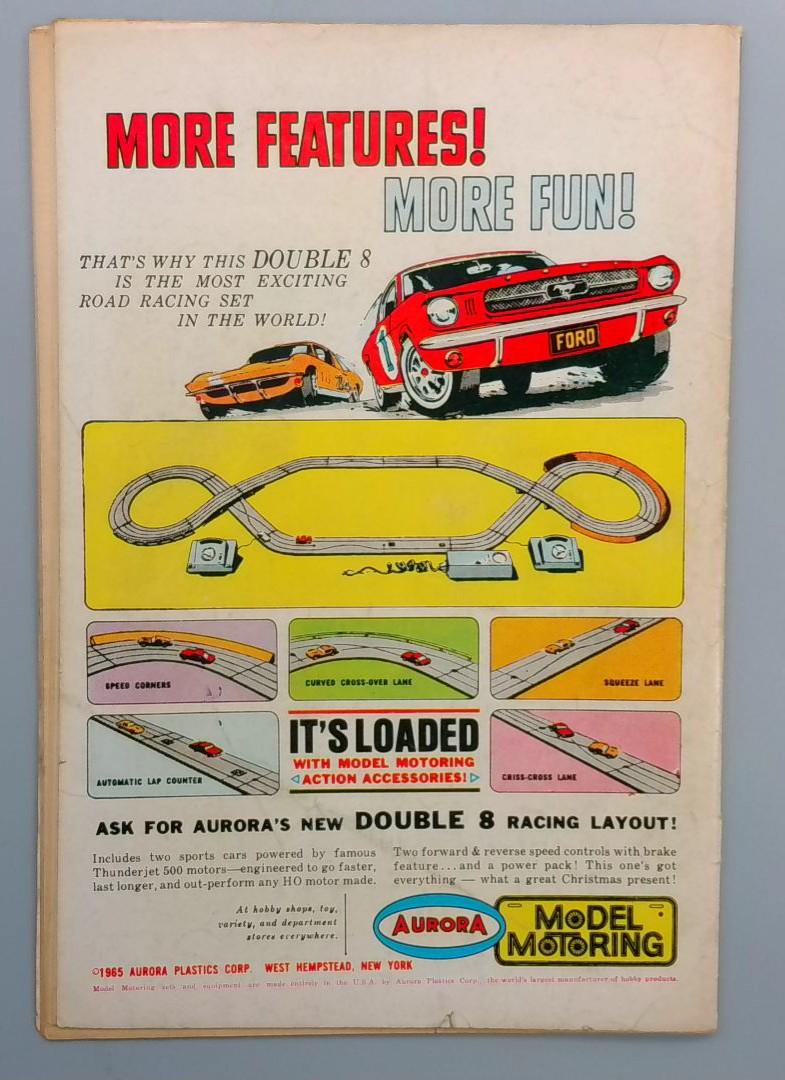 MORE FEATURES!
MORE FUN!
THAT'S WHY THIS DOUBLE 8
IS THE MOST EXCITING
ROAD RACING SET
IN THE WORLD!
FORD
SPEED CORNERS
CURVED CROSS-OVER LANE
SQUEEZE LANE
AUTOMATIC LAP COUNTER
IT'S LOADED
WITH MODEL MOTORING
ACTION ACCESSORIES!
CRISS-CROSS LANE
ASK FOR AURORA'S NEW DOUBLE 8 RACING LAYOUT!
Includes two sports cars powered by famous
Thunderjet 500 motors—engineered to go faster,
last longer, and out-perform any HO motor made.
Two forward & reverse speed controls with brake
feature...and a power pack! This one's got
everything — what a great Christmas present!
At hobby shops, toy,
variety, and department
stores everywhere.
AURORA
MODEL
MOTORING
©1965 AURORA PLASTICS CORP. WEST HEMPSTEAD, NEW YORK
Model Motoring sets and equipment are made entirely in the U.S.A. by Aurora Plastics Corp., the world's largest manufacturer of hobby products.